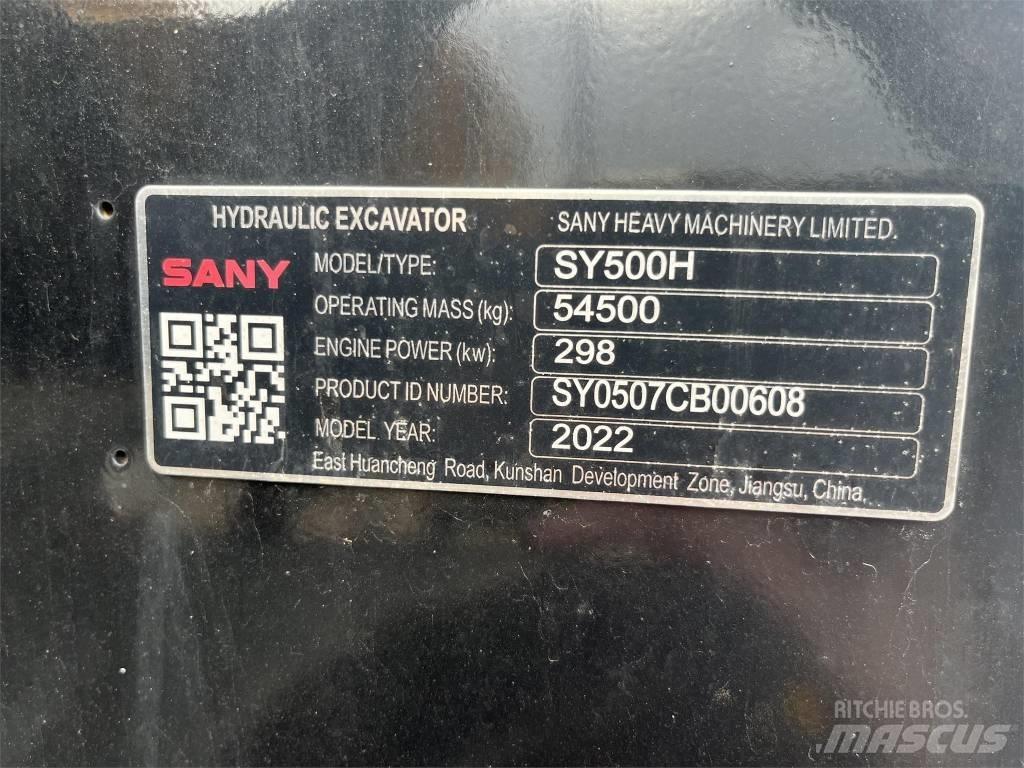 HYDRAULIC EXCAVATOR
SANY HEAVY MACHINERY LIMITED.
SANY
MODEL/TYPE: SY500H
OPERATING MASS (kg): 54500
ENGINE POWER (kw): 298
PRODUCT ID NUMBER: SY0507CB00608
MODEL YEAR: 2022
East Huancheng Road, Kunshan Development Zone, Jiangsu, China.
RITCHIE BROS.
MASCUS